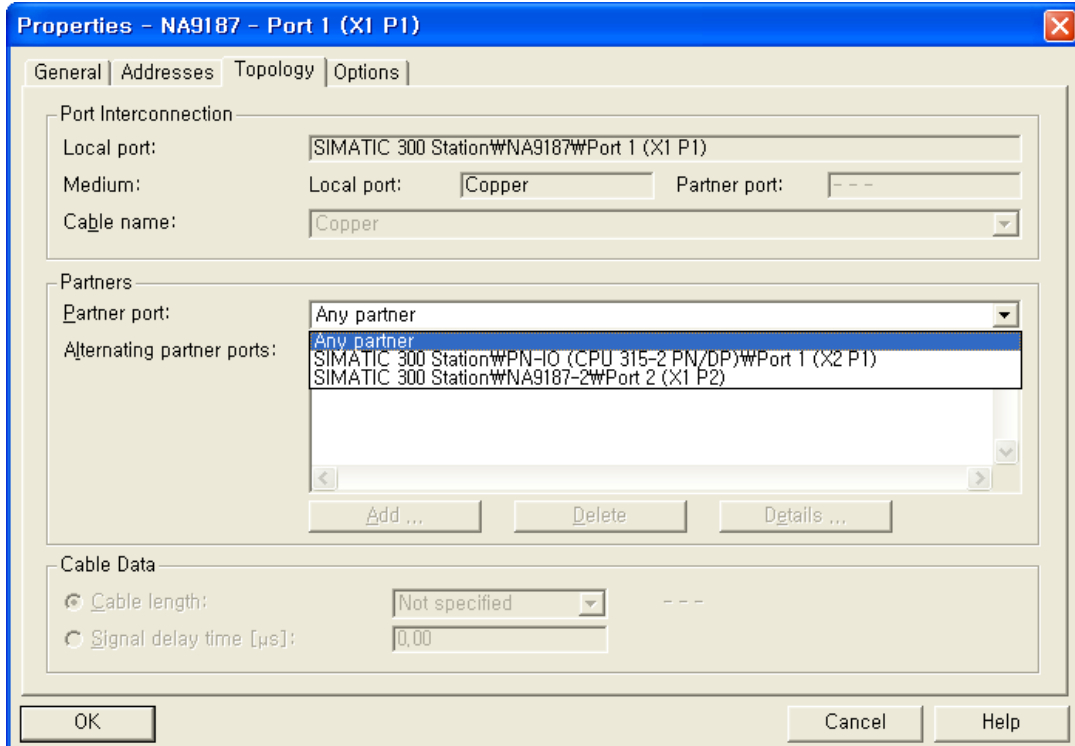 Properties - NA9187 - Port 1 (X1 P1)
General Addresses Topology Options
Port Interconnection
Local port: SIMATIC 300 Station₩NA9187₩Port 1 (X1 P1)
Medium: Local port: Copper Partner port: - - -
Cable name: Copper
Partners
Partner port: Any partner
Alternating partner ports: Any partner
SIMATIC 300 Station₩PN-IO (CPU 315-2 PN/DP)₩Port 1 (X2 P1)
SIMATIC 300 Station₩NA9187-2₩Port 2 (X1 P2)
Add ... Delete Details ...
Cable Data
Cable length: Not specified - - -
Signal delay time [µs]: 0,00
OK Cancel Help